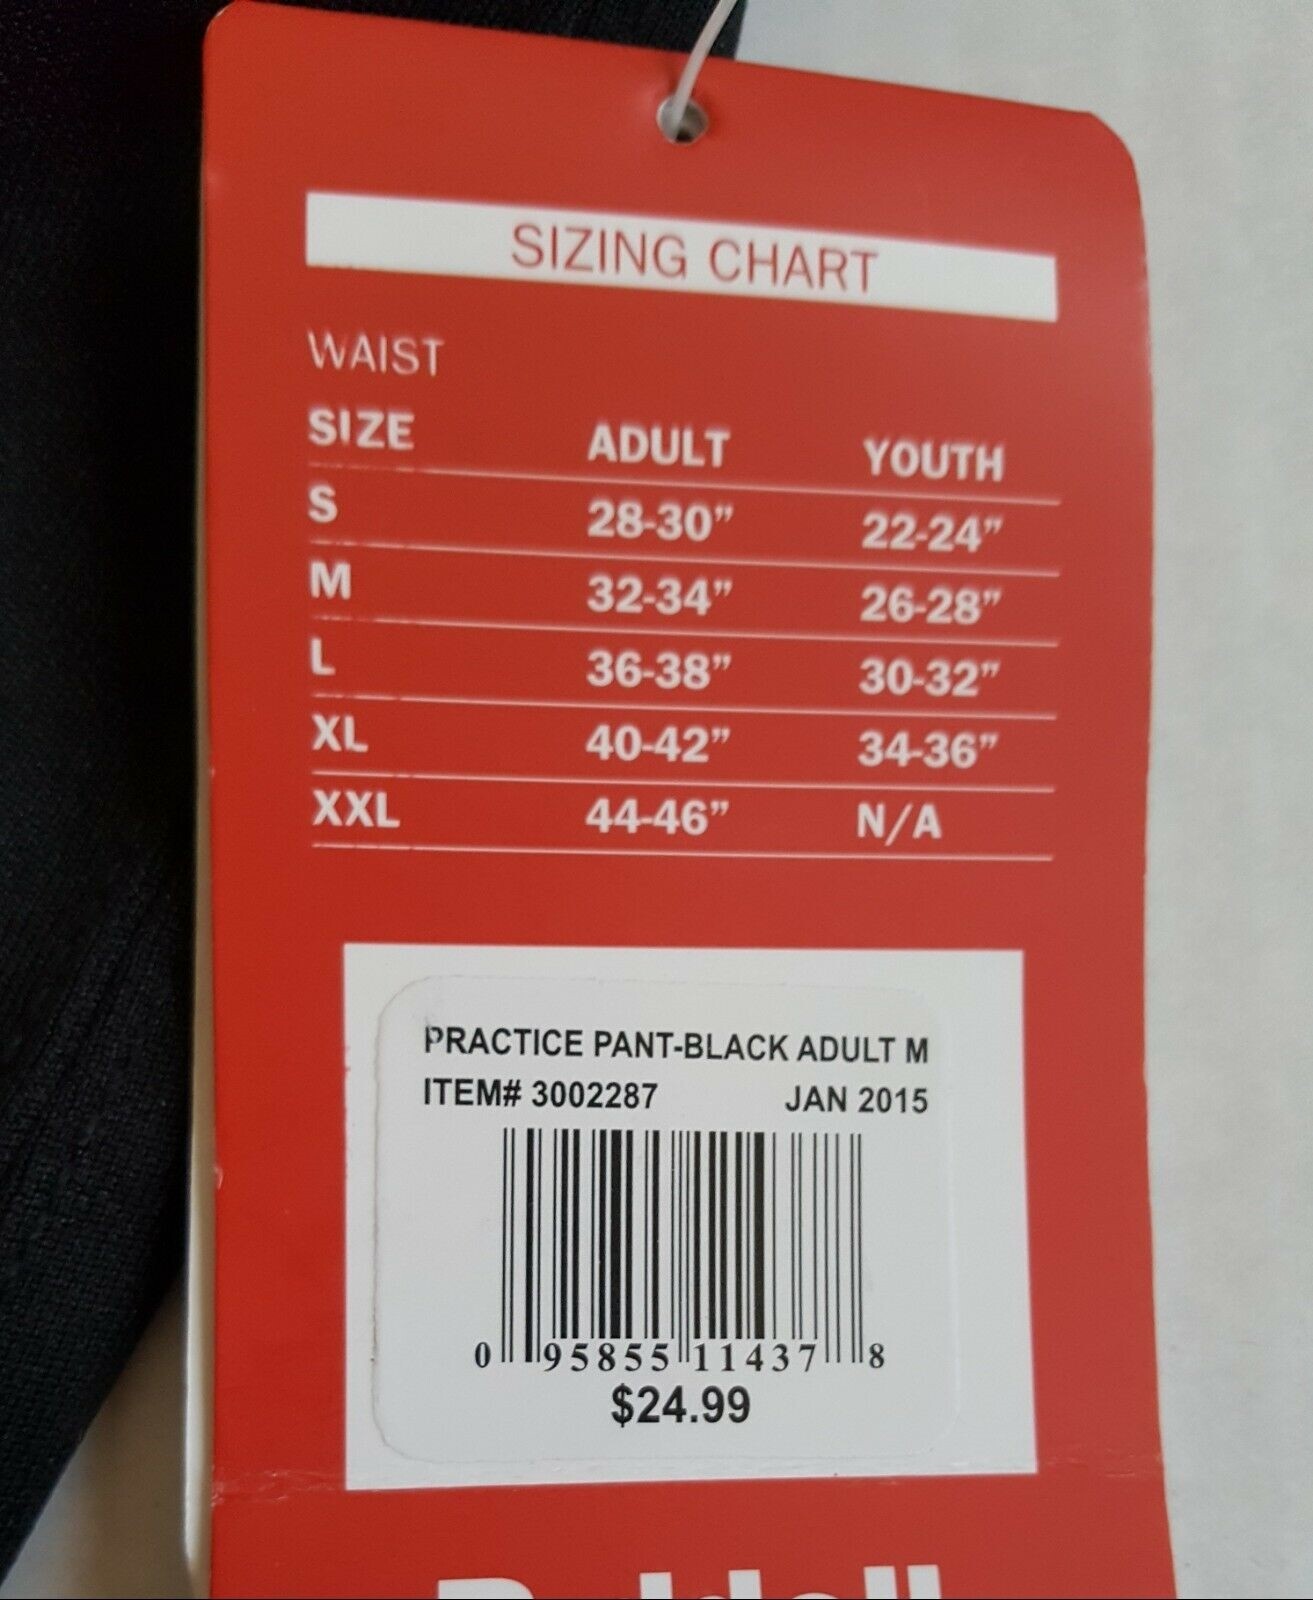 SIZING CHART
WAIST
SIZE ADULT YOUTH
S 28-30” 22-24”
M 32-34” 26-28”
L 36-38” 30-32”
XL 40-42” 34-36”
XXL 44-46” N/A
PRACTICE PANT-BLACK ADULT M
ITEM# 3002287 JAN 2015
0 95855 11437 8
$24.99